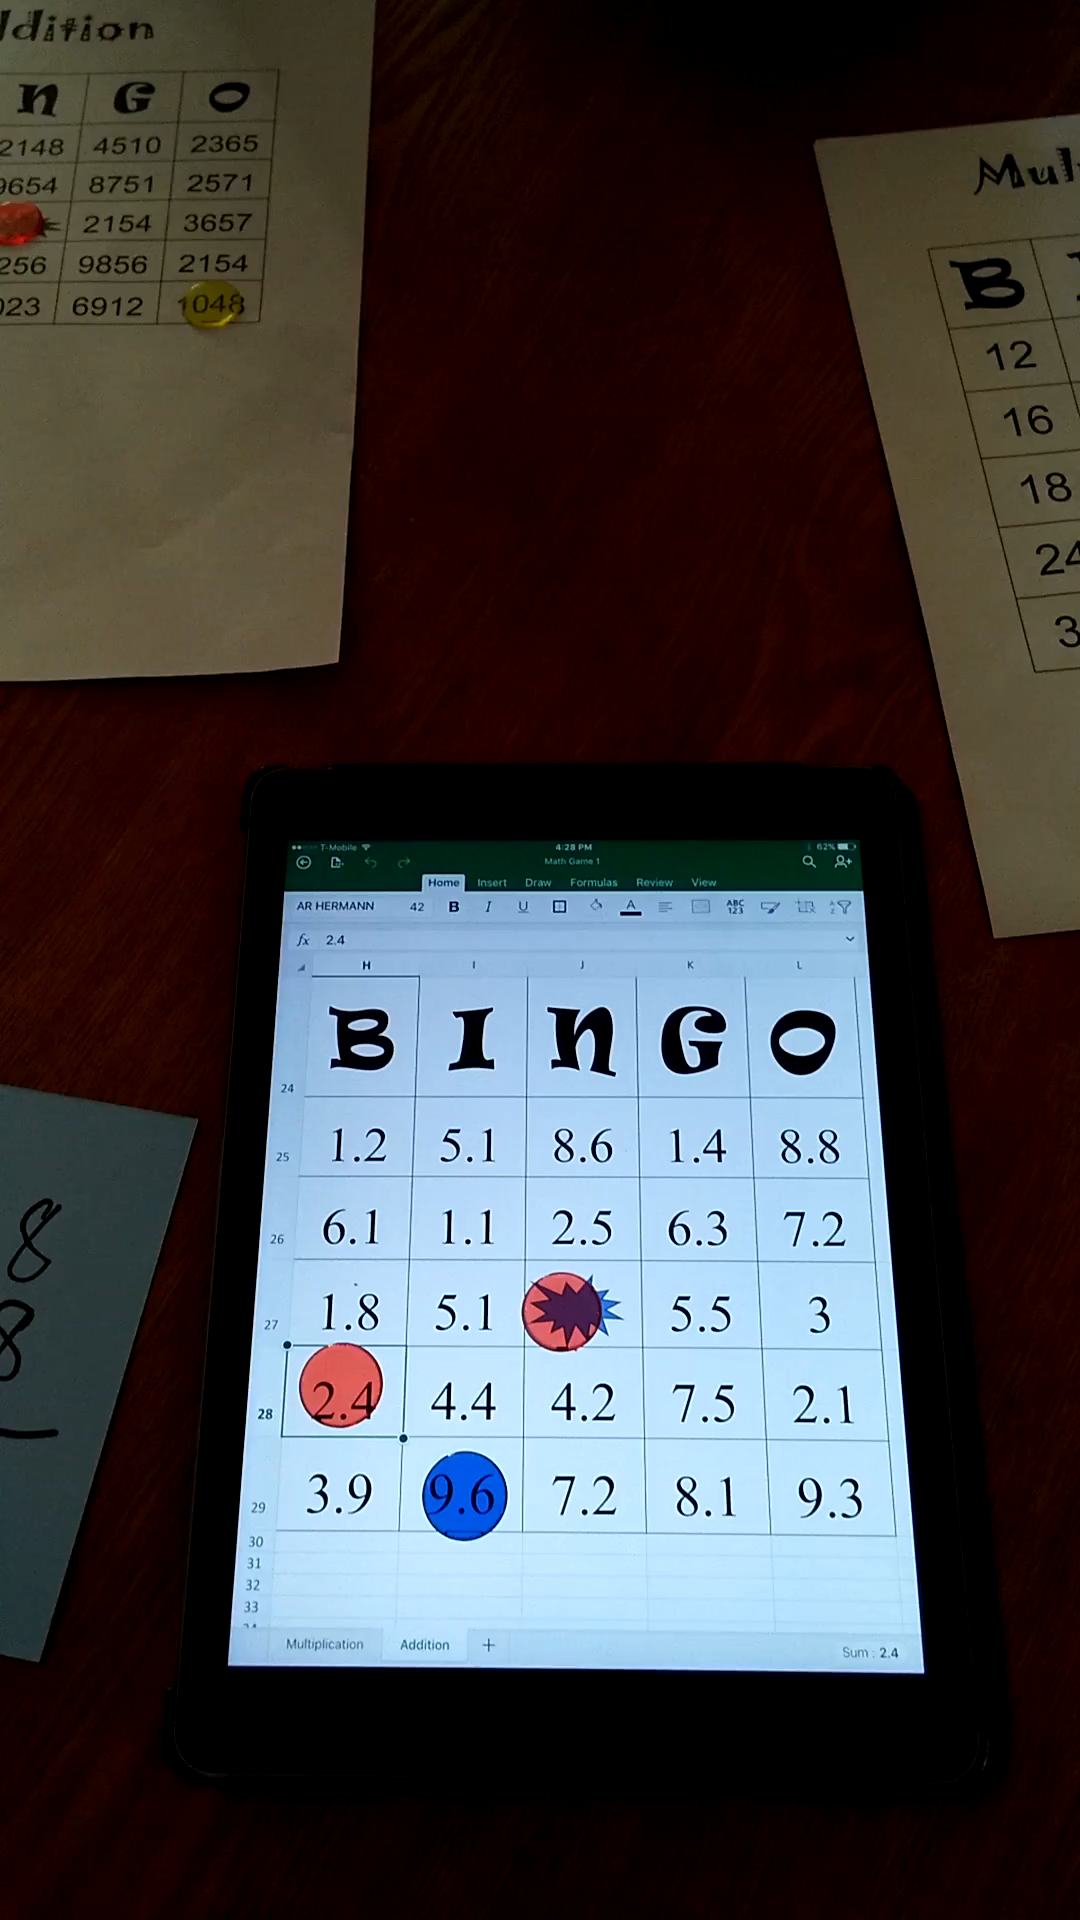 ddition
N G O
2148 4510 2365
9654 8751 2571
2154 3657
256 9856 2154
023 6912 1048
Mul
B
12
16
18
24
3
T-Mobile 4:28 PM 62%
Math Game 1
Home Insert Draw Formulas Review View
AR HERMANN 42 B I U A ABC 123
fx 2.4
H I J K L
24 B I N G O
25 1.2 5.1 8.6 1.4 8.8
26 6.1 1.1 2.5 6.3 7.2
27 1.8 5.1 5.5 3
28 2.4 4.4 4.2 7.5 2.1
29 3.9 9.6 7.2 8.1 9.3
30
31
32
33
Multiplication Addition + Sum : 2.4
8
8